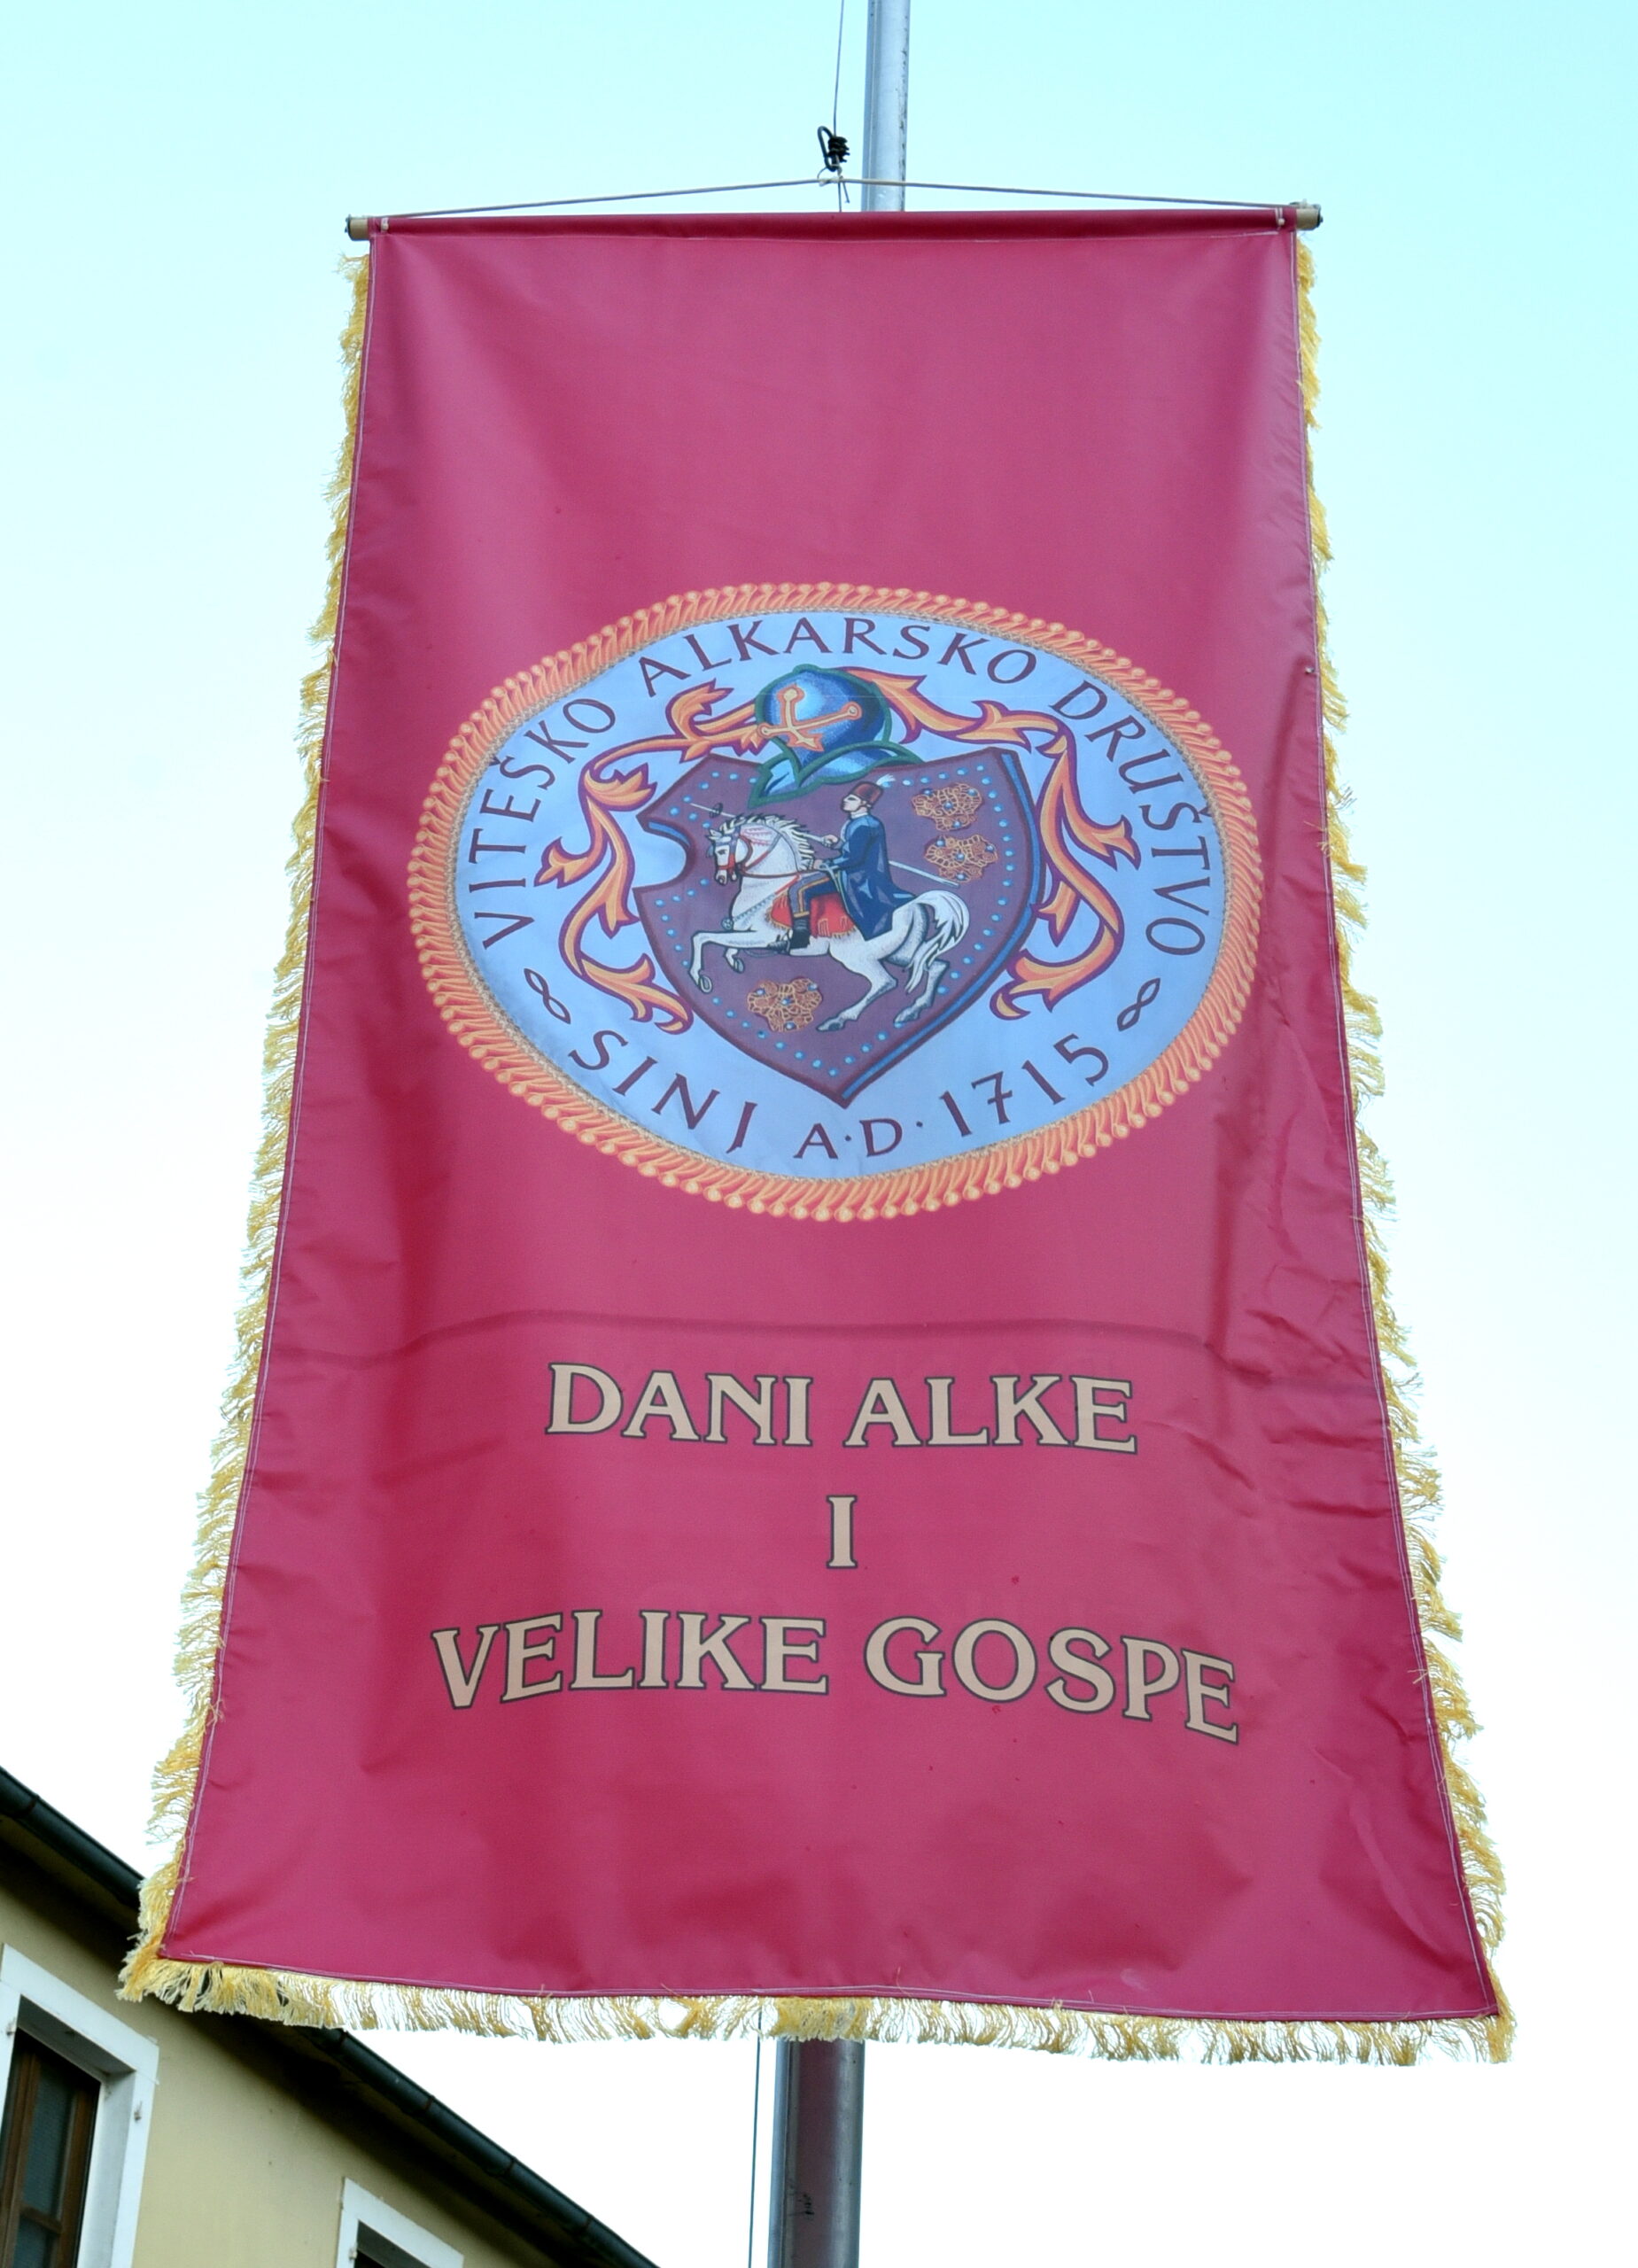 VITEŠKO ALKARSKO DRUŠTVO
SINJ A·D· 1715
DANI ALKE
I
VELIKE GOSPE